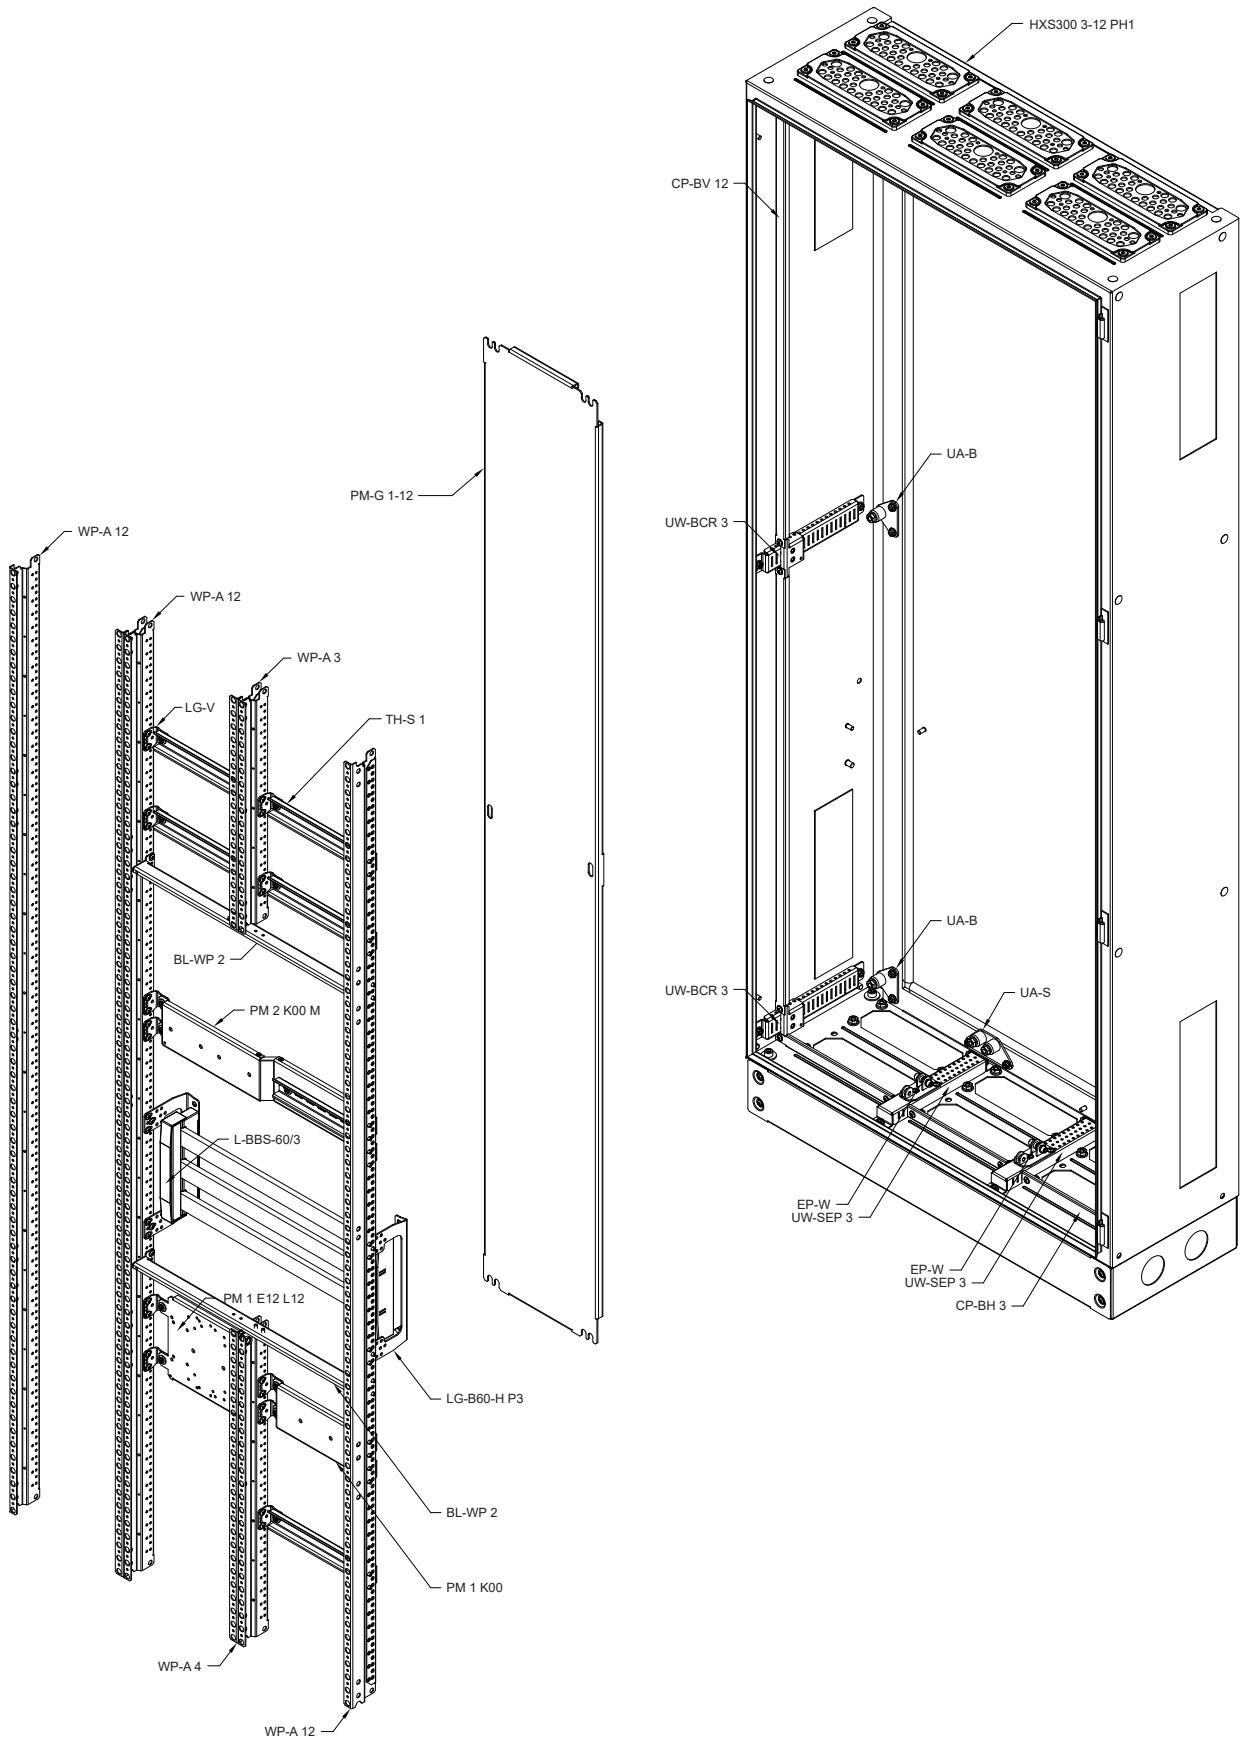 HXS300 3-12 PH1
CP-BV 12
UA-B
PM-G 1-12
UW-BCR 3
WP-A 12
WP-A 12
WP-A 3
LG-V
TH-S 1
UA-B
BL-WP 2
UW-BCR 3
UA-S
PM 2 K00 M
L-BBS-60/3
EP-W
UW-SEP 3
EP-W
UW-SEP 3
PM 1 E12 L12
CP-BH 3
LG-B60-H P3
BL-WP 2
PM 1 K00
WP-A 4
WP-A 12